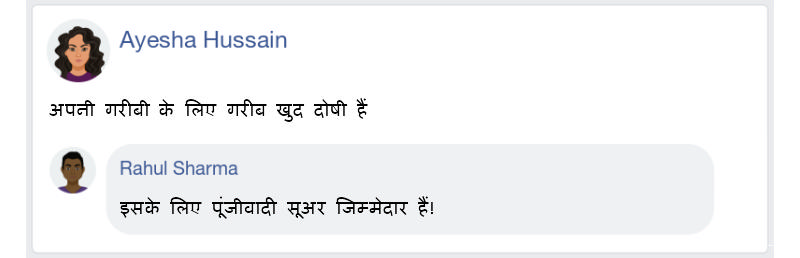 Ayesha Hussain
अपनी गरीबी के लिए गरीब खुद दोषी हैं
Rahul Sharma
इसके लिए पूंजीवादी सूअर जिम्मेदार हैं!